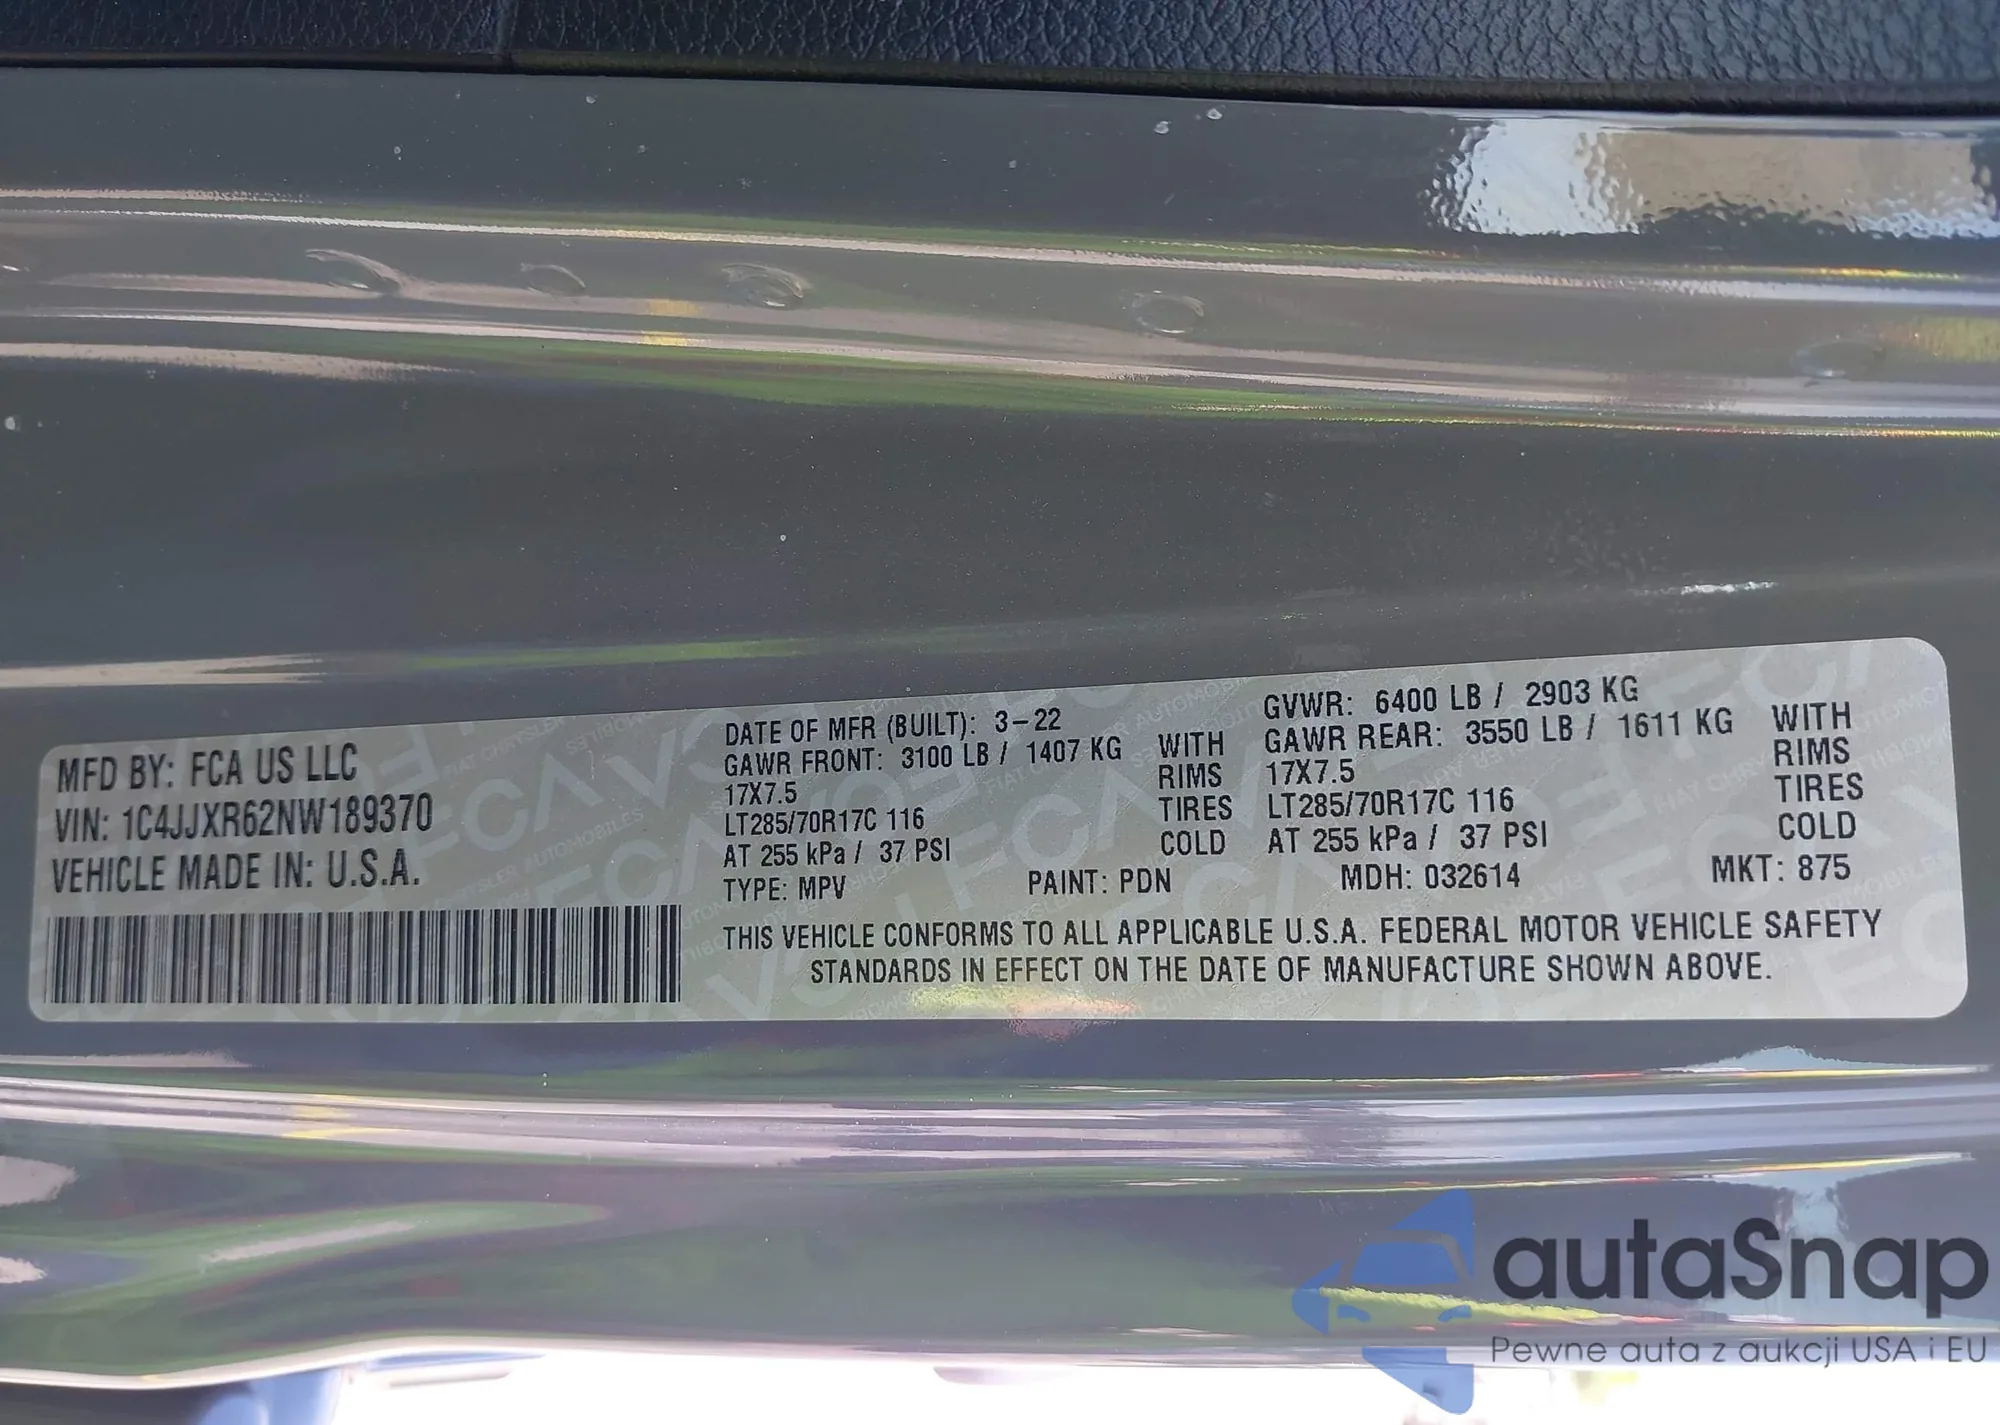 MFD BY: FCA US LLC
VIN: 1C4JJXR62NW189370
VEHICLE MADE IN: U.S.A.
DATE OF MFR (BUILT): 3-22
GAWR FRONT: 3100 LB / 1407 KG WITH
17X7.5 RIMS
LT285/70R17C 116 TIRES
AT 255 kPa / 37 PSI COLD
GVWR: 6400 LB / 2903 KG
GAWR REAR: 3550 LB / 1611 KG WITH
17X7.5 RIMS
LT285/70R17C 116 TIRES
AT 255 kPa / 37 PSI COLD
TYPE: MPV PAINT: PDN MDH: 032614 MKT: 875
THIS VEHICLE CONFORMS TO ALL APPLICABLE U.S.A. FEDERAL MOTOR VEHICLE SAFETY
STANDARDS IN EFFECT ON THE DATE OF MANUFACTURE SHOWN ABOVE.
autaSnap
Pewne auta z aukcji USA i EU